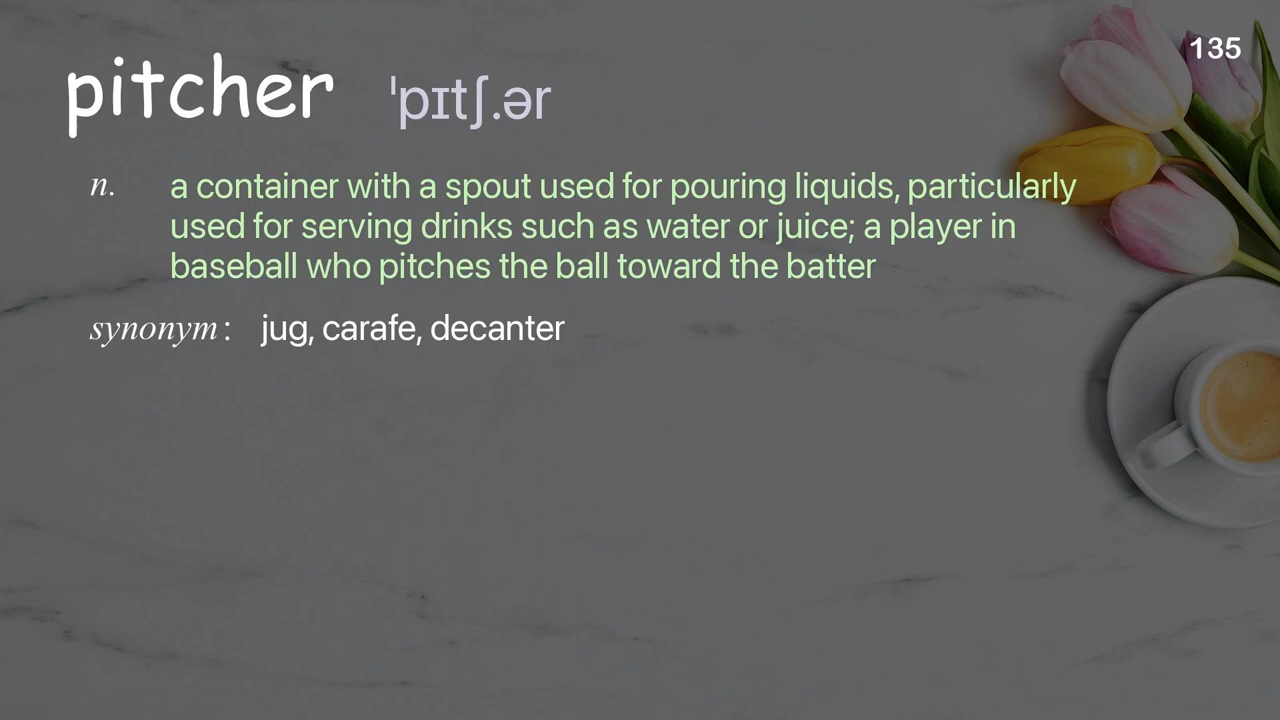 135
pitcher ˈpɪtʃ.ər
n. a container with a spout used for pouring liquids, particularly
used for serving drinks such as water or juice; a player in
baseball who pitches the ball toward the batter
synonym: jug, carafe, decanter